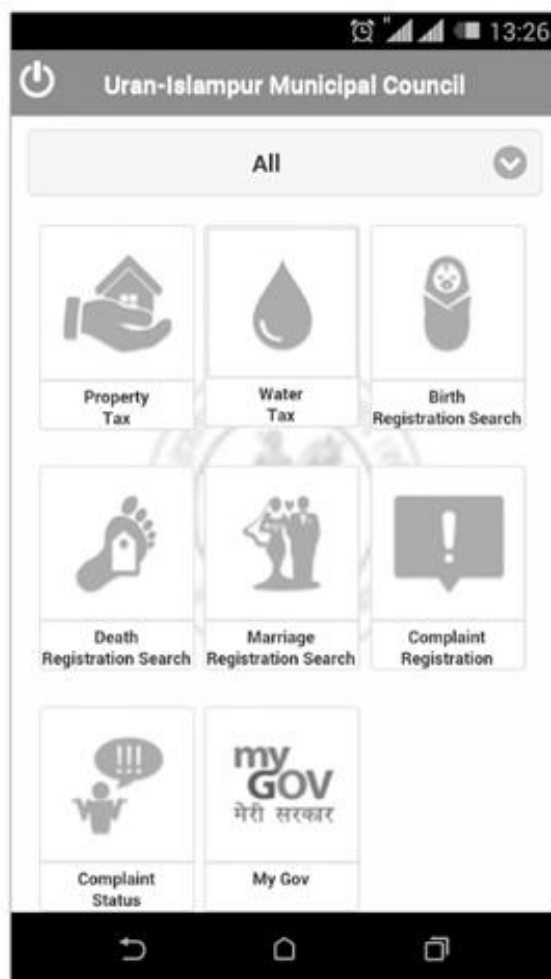 13:26
Uran-Islampur Municipal Council
All
Property
Tax
Water
Tax
Birth
Registration Search
Death
Registration Search
Marriage
Registration Search
Complaint
Registration
!!!
my
GOV
मेरी सरकार
Complaint
Status
My Gov